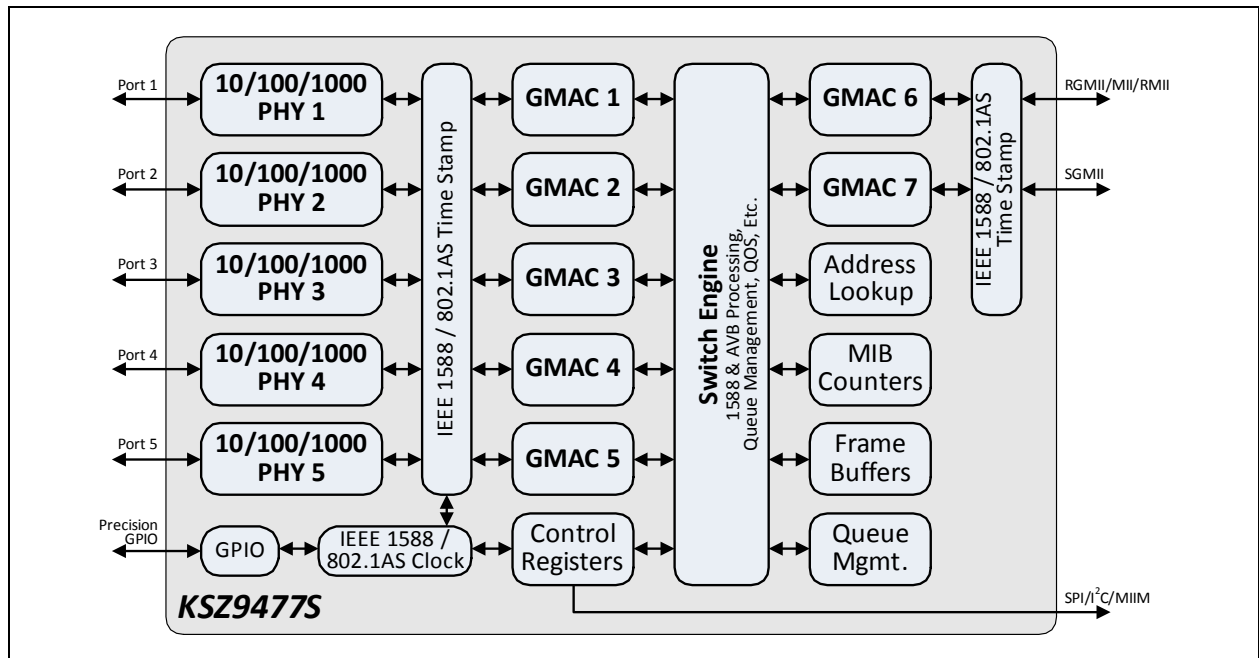 Port 1
10/100/1000
PHY 1
GMAC 1
GMAC 6
RGMII/MII/RMII
Port 2
10/100/1000
PHY 2
GMAC 2
GMAC 7
SGMII
IEEE 1588 / 802.1AS Time Stamp
Switch Engine
1588 & AVB Processing,
Queue Management, QOS, Etc.
IEEE 1588 / 802.1AS
Time Stamp
Port 3
10/100/1000
PHY 3
GMAC 3
Address
Lookup
Port 4
10/100/1000
PHY 4
GMAC 4
MIB
Counters
Port 5
10/100/1000
PHY 5
GMAC 5
Frame
Buffers
Precision
GPIO
GPIO
IEEE 1588 /
802.1AS Clock
Control
Registers
Queue
Mgmt.
KSZ9477S
SPI/I²C/MIIM